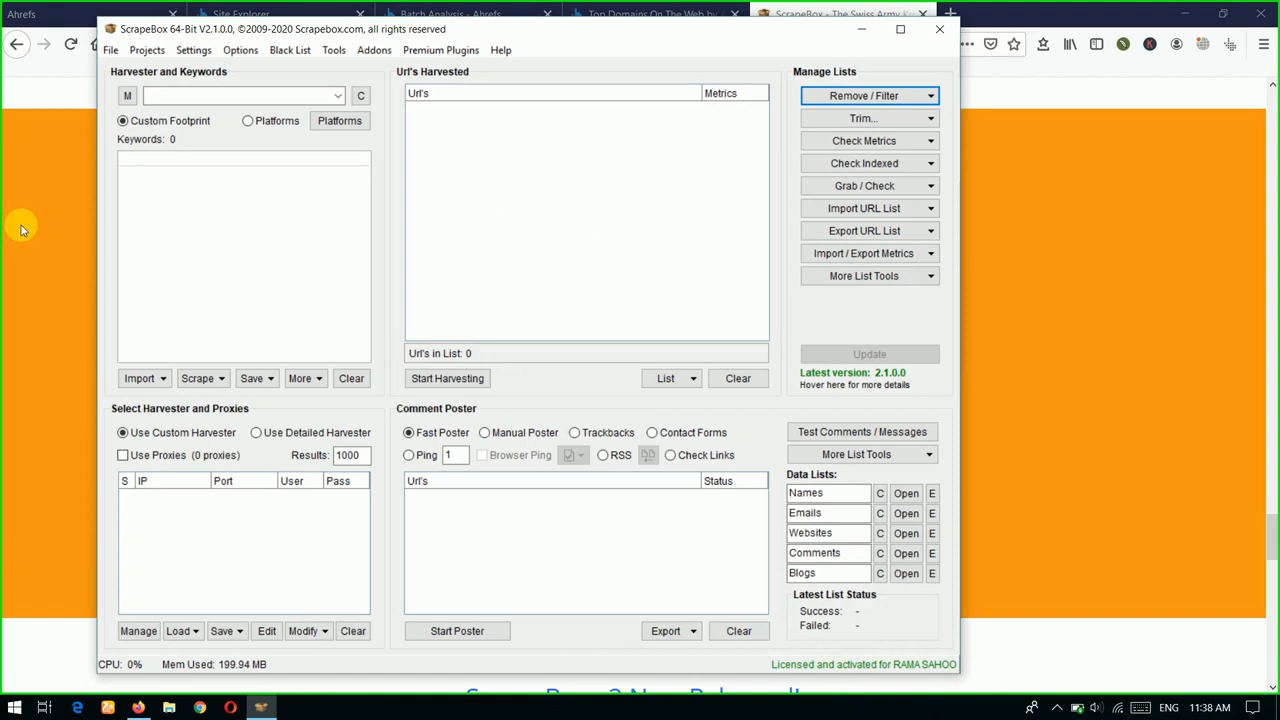 Ahrefs
Site Explorer
Batch Analysis - Ahrefs
Top Domains On The Web by
ScrapeBox - The Swiss Army K
ScrapeBox 64-Bit V2.1.0.0, ©2009-2020 Scrapebox.com, all rights reserved
File Projects Settings Options Black List Tools Addons Premium Plugins Help
Harvester and Keywords
M
C
Custom Footprint Platforms Platforms
Keywords: 0
Import Scrape Save More Clear
Url's Harvested
Url's Metrics
Url's in List: 0
Start Harvesting List Clear
Manage Lists
Remove / Filter
Trim...
Check Metrics
Check Indexed
Grab / Check
Import URL List
Export URL List
Import / Export Metrics
More List Tools
Update
Latest version: 2.1.0.0
Hover here for more details
Select Harvester and Proxies
Use Custom Harvester Use Detailed Harvester
Use Proxies (0 proxies) Results: 1000
S IP Port User Pass
Manage Load Save Edit Modify Clear
Comment Poster
Fast Poster Manual Poster Trackbacks Contact Forms
Ping 1 Browser Ping RSS Check Links
Url's Status
Start Poster Export Clear
Test Comments / Messages
More List Tools
Data Lists:
Names C Open E
Emails C Open E
Websites C Open E
Comments C Open E
Blogs C Open E
Latest List Status
Success: -
Failed: -
CPU: 0% Mem Used: 199.94 MB
Licensed and activated for RAMA SAHOO
ENG 11:38 AM